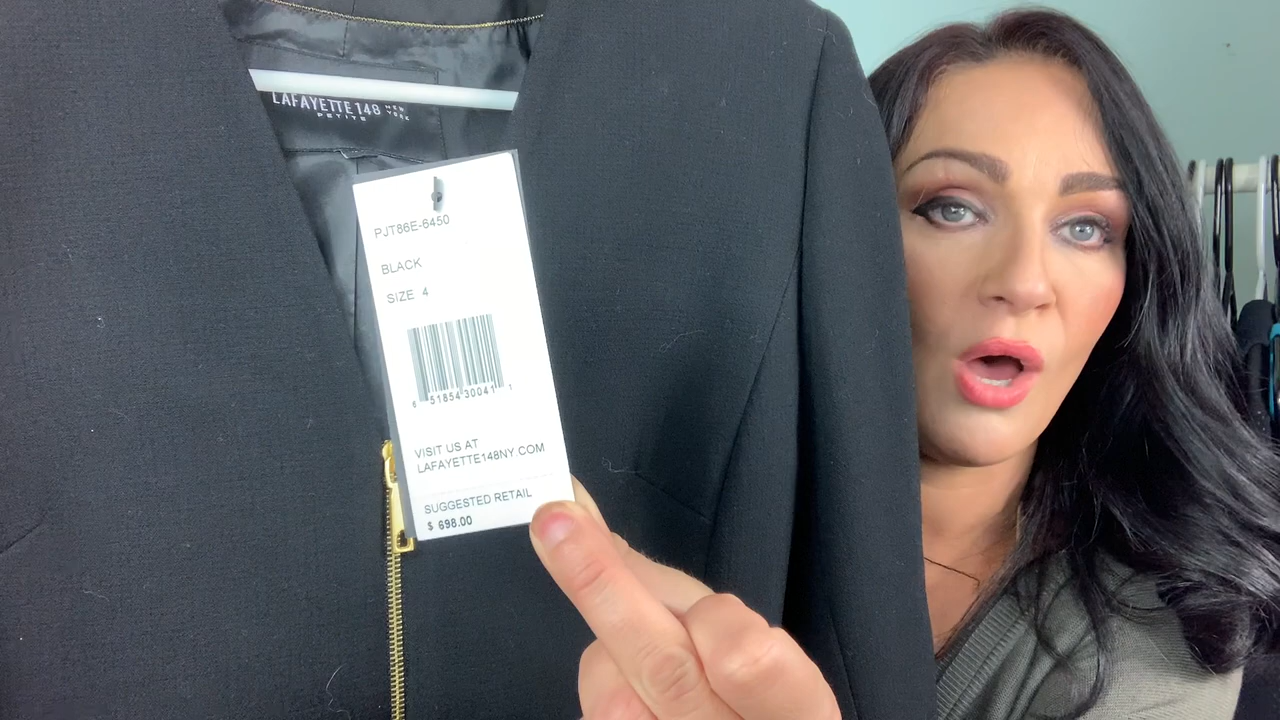 LAFAYETTE 148 NEW YORK
PETITE
PJT86E-6450
BLACK
SIZE 4
6 51854 30041 1
VISIT US AT
LAFAYETTE148NY.COM
SUGGESTED RETAIL
$ 698.00